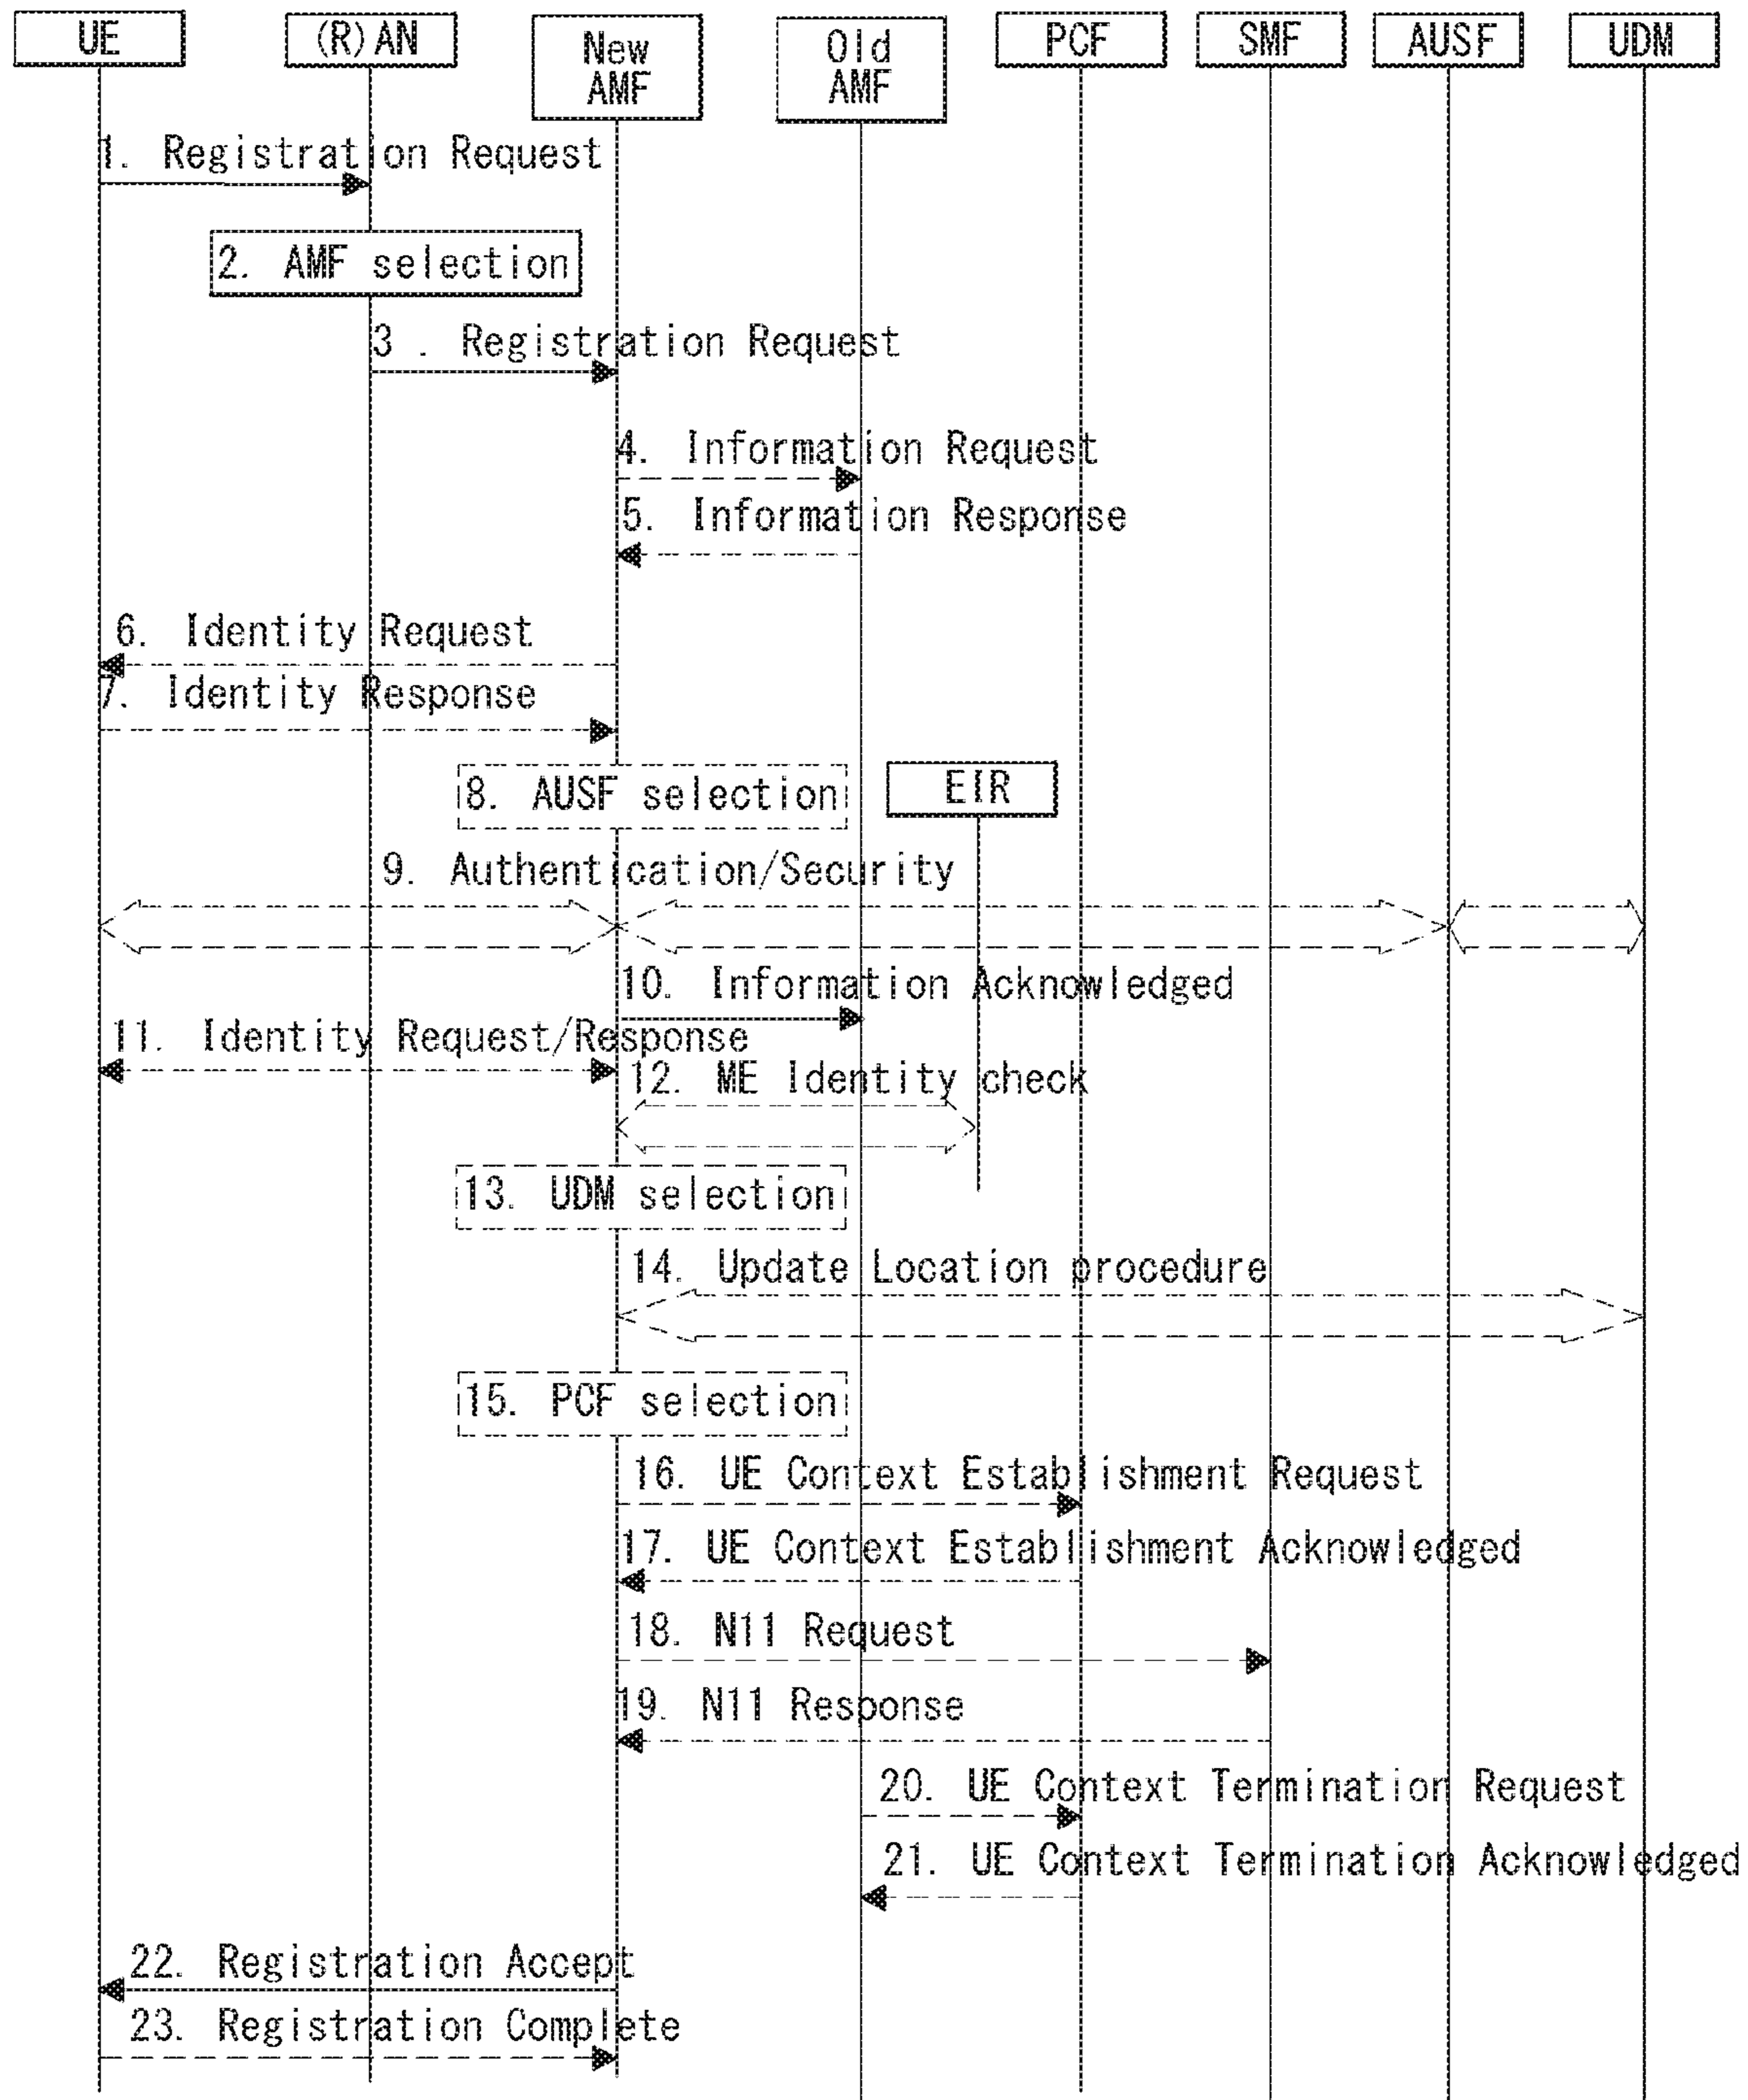 UE
(R)AN
New
AMF
Old
AMF
PCF
SMF
AUSF
UDM
1. Registration Request
2. AMF selection
3 . Registration Request
4. Information Request
5. Information Response
6. Identity Request
7. Identity Response
8. AUSF selection
EIR
9. Authentication/Security
10. Information Acknowledged
11. Identity Request/Response
12. ME Identity check
13. UDM selection
14. Update Location procedure
15. PCF selection
16. UE Context Establishment Request
17. UE Context Establishment Acknowledged
18. N11 Request
19. N11 Response
20. UE Context Termination Request
21. UE Context Termination Acknowledged
22. Registration Accept
23. Registration Complete